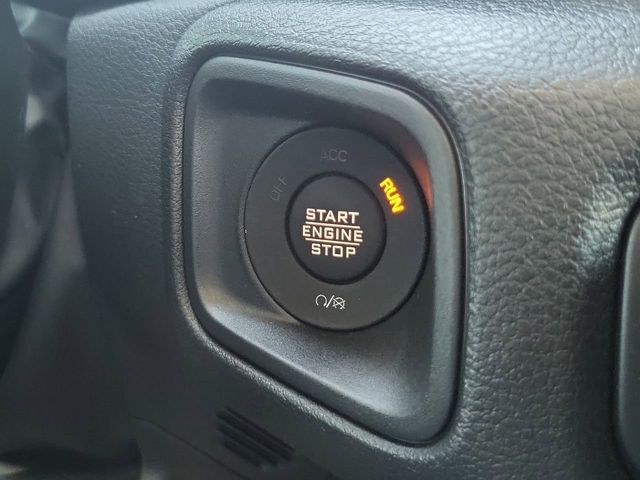 OFF
ACC
RUN
START
ENGINE
STOP